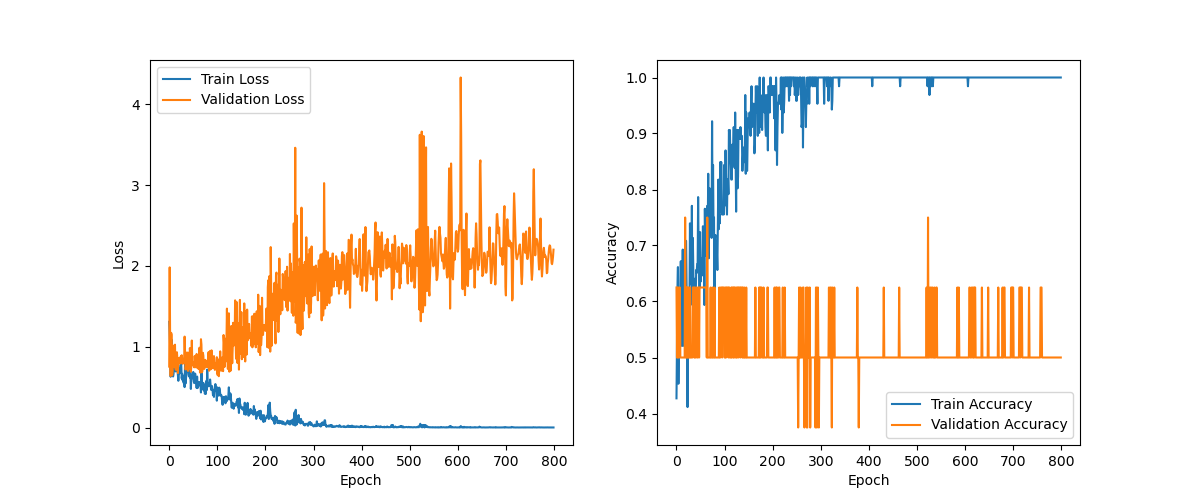 Train Loss
Validation Loss
4
3
2
1
0
Loss
0 100 200 300 400 500 600 700 800
Epoch
1.0
0.9
0.8
0.7
0.6
0.5
0.4
Accuracy
Train Accuracy
Validation Accuracy
0 100 200 300 400 500 600 700 800
Epoch